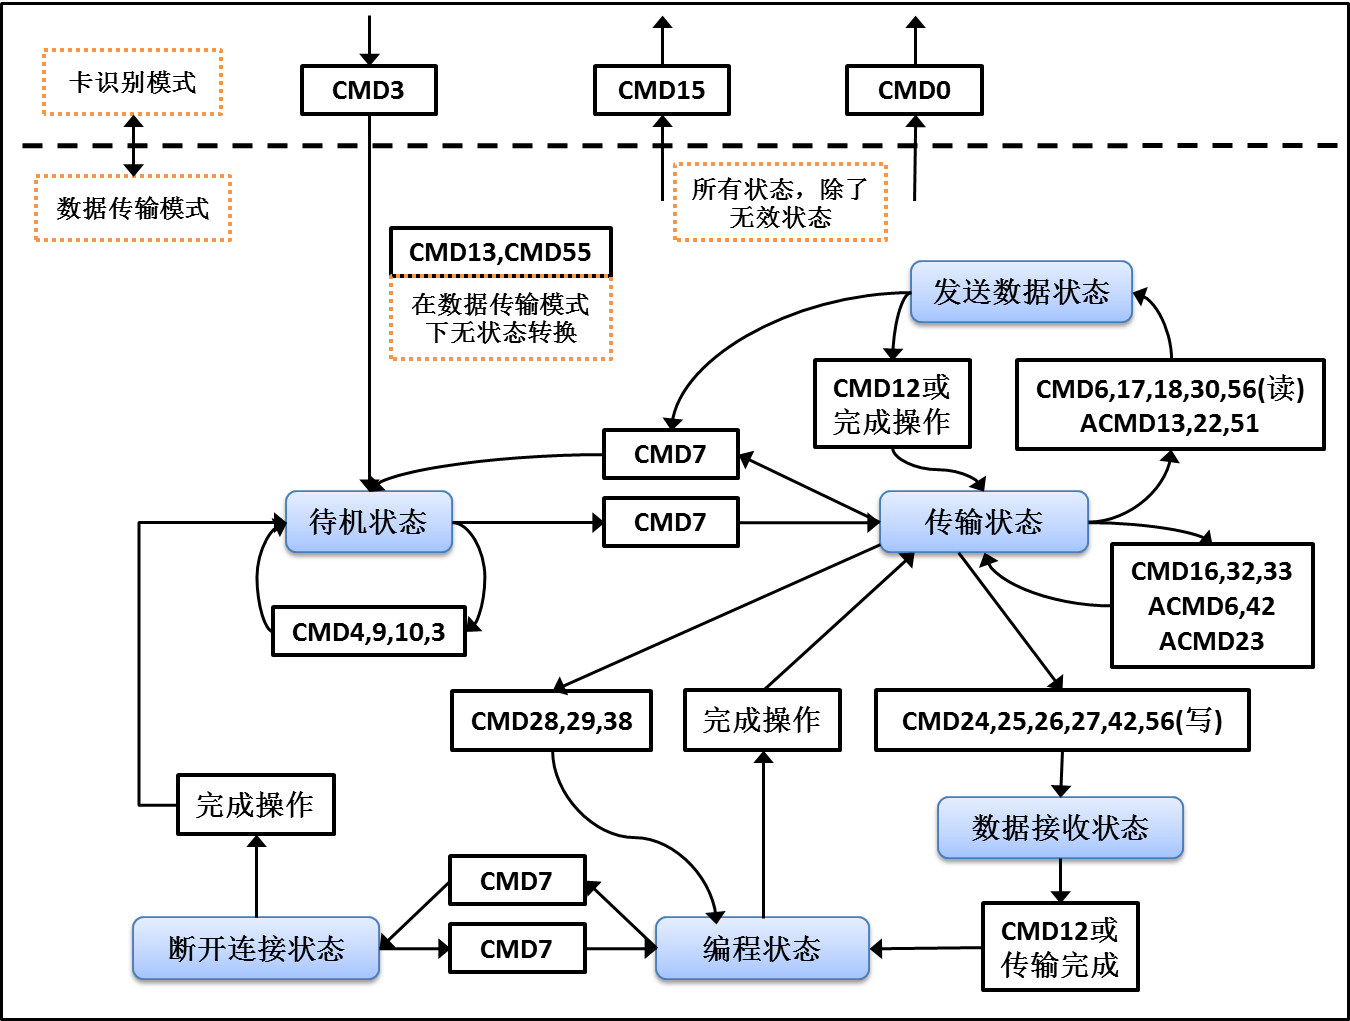 卡识别模式
CMD3
CMD15
CMD0
数据传输模式
所有状态，除了
无效状态
CMD13,CMD55
在数据传输模式
下无状态转换
发送数据状态
CMD12或
完成操作
CMD6,17,18,30,56(读)
ACMD13,22,51
CMD7
待机状态
CMD7
传输状态
CMD16,32,33
ACMD6,42
ACMD23
CMD4,9,10,3
CMD28,29,38
完成操作
CMD24,25,26,27,42,56(写)
完成操作
数据接收状态
CMD7
断开连接状态
CMD7
编程状态
CMD12或
传输完成